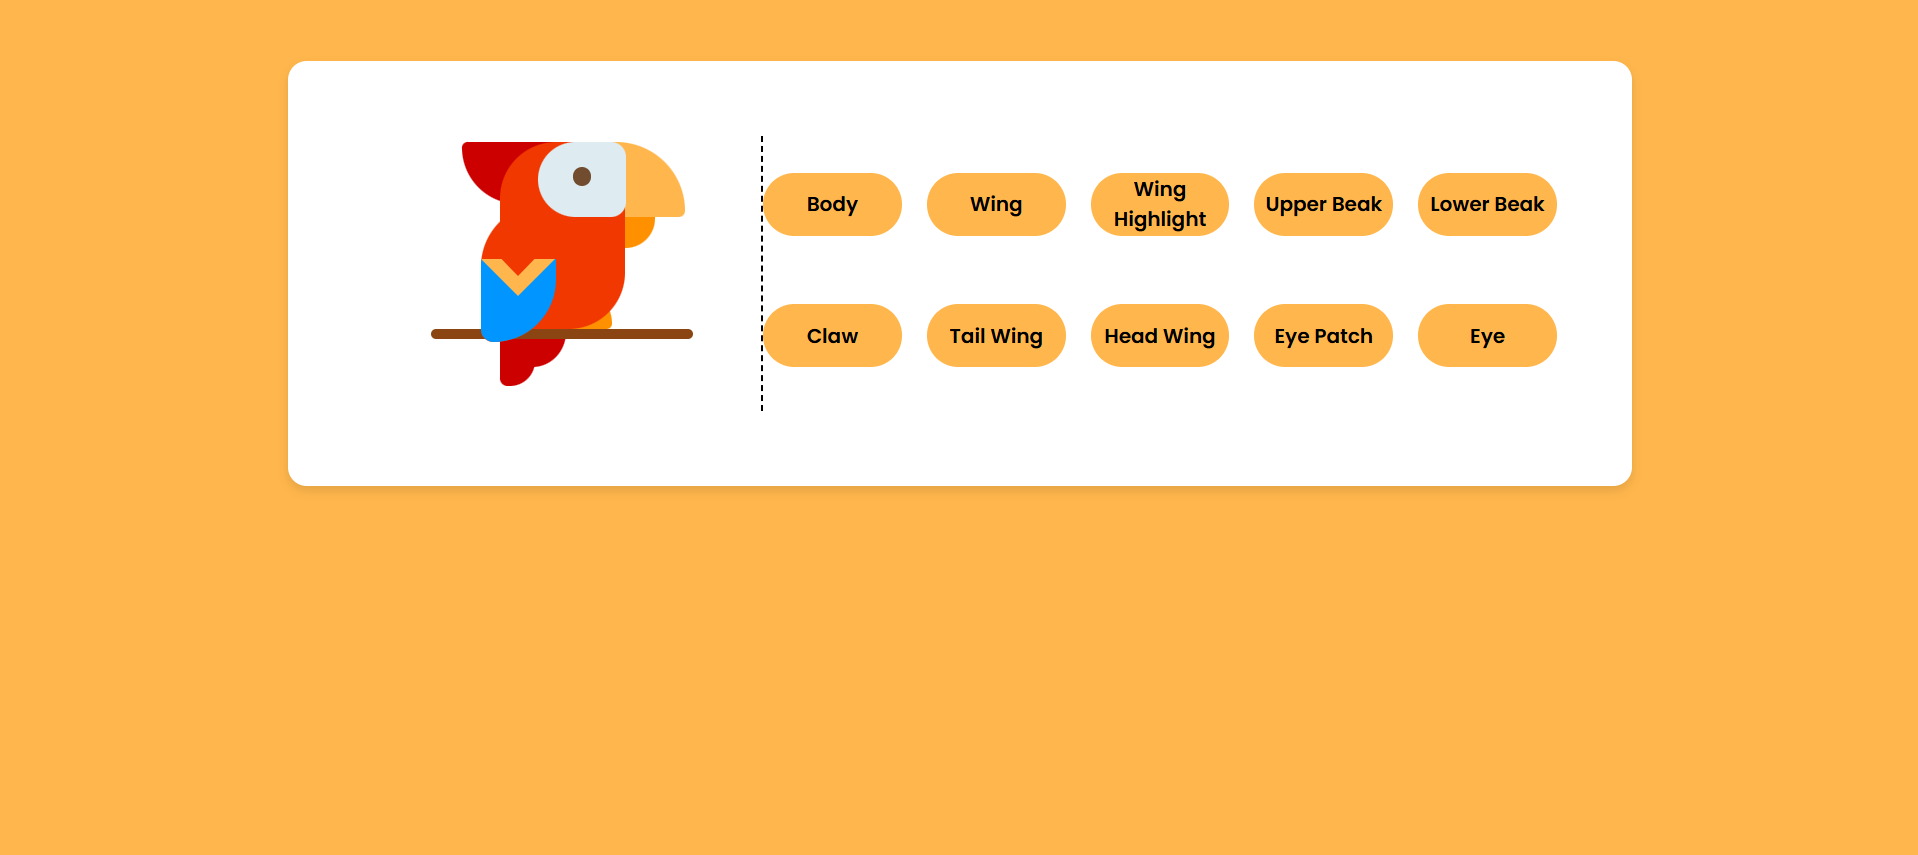 Body
Wing
Wing
Highlight
Upper Beak
Lower Beak
Claw
Tail Wing
Head Wing
Eye Patch
Eye